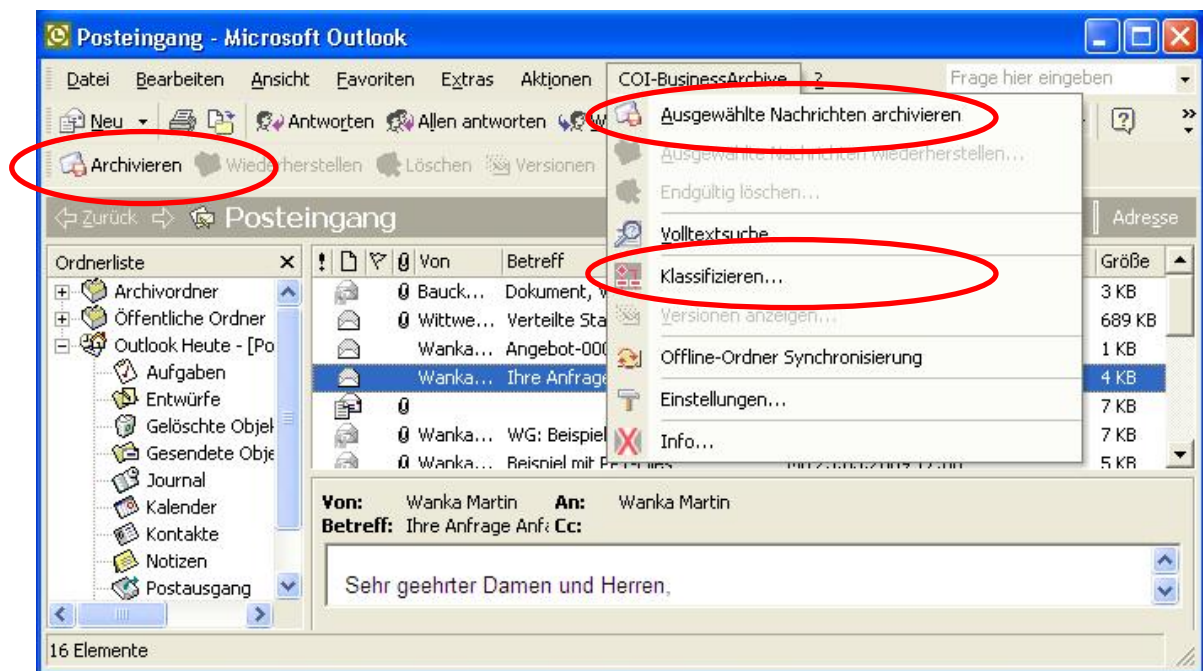 Posteingang - Microsoft Outlook
Datei Bearbeiten Ansicht Favoriten Extras Aktionen COI-BusinessArchive ? Frage hier eingeben
Neu Antworten Allen antworten W
Archivieren Wiederherstellen Löschen Versionen
Ausgewählte Nachrichten archivieren
Ausgewählte Nachrichten wiederherstellen...
Endgültig löschen...
Volltextsuche
Klassifizieren...
Versionen anzeigen...
Offline-Ordner Synchronisierung
Einstellungen...
Info...
Zurück Posteingang Adresse
Ordnerliste
Archivordner
Öffentliche Ordner
Outlook Heute - [Po
Aufgaben
Entwürfe
Gelöschte Objek
Gesendete Obje
Journal
Kalender
Kontakte
Notizen
Postausgang
! Von Betreff Größe
Bauck... Dokument, 3 KB
Wittwe... Verteilte Sta 689 KB
Wanka... Angebot-000 1 KB
Wanka... Ihre Anfrage 4 KB
7 KB
Wanka... WG: Beispiel 7 KB
Wanka... Beispiel mit 5 KB
Von: Wanka Martin An: Wanka Martin
Betreff: Ihre Anfrage Anfr Cc:
Sehr geehrter Damen und Herren,
16 Elemente